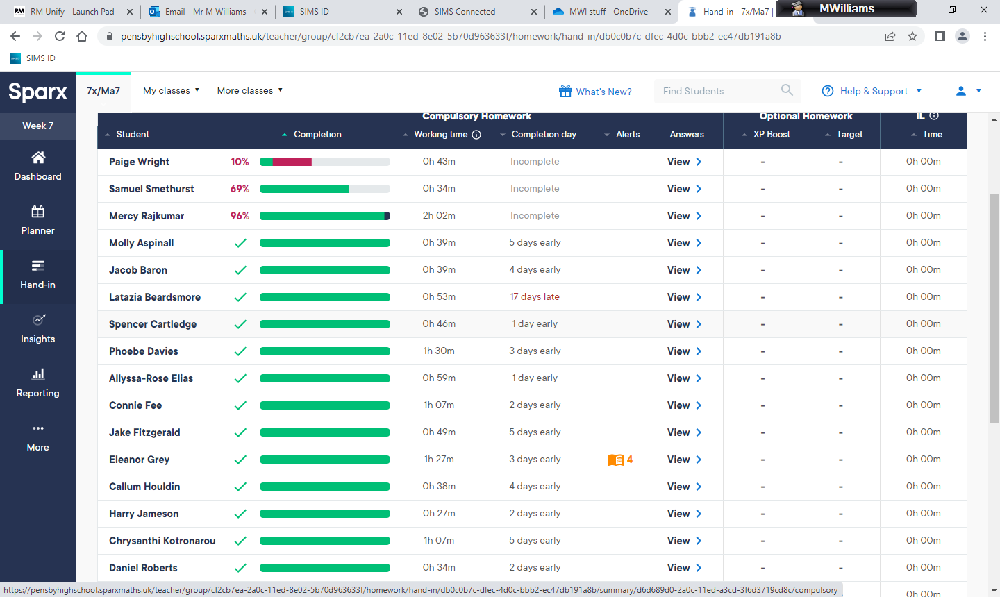 RM RM Unify - Launch Pad
Email - Mr M Williams -
SIMS ID
SIMS Connected
MWI stuff - OneDrive
Hand-in - 7x/Ma7 |
MWilliams
pensbyhighschool.sparxmaths.uk/teacher/group/cf2cb7ea-2a0c-11ed-8e02-5b70d963633f/homework/hand-in/db0c0b7c-dfec-4d0c-bbb2-ec47db191a8b
SIMS ID
Sparx 7x/Ma7 My classes More classes What's New? Find Students Help & Support
Week 7
Dashboard
Planner
Hand-in
Insights
Reporting
More
Compulsory Homework Optional Homework IL
Student Completion Working time Completion day Alerts Answers XP Boost Target Time
Paige Wright 10% 0h 43m Incomplete View - - 0h 00m
Samuel Smethurst 69% 0h 34m Incomplete View - - 0h 00m
Mercy Rajkumar 96% 2h 02m Incomplete View - - 0h 00m
Molly Aspinall 0h 39m 5 days early View - - 0h 00m
Jacob Baron 0h 39m 4 days early View - - 0h 00m
Latazia Beardsmore 0h 53m 17 days late View - - 0h 00m
Spencer Cartledge 0h 46m 1 day early View - - 0h 00m
Phoebe Davies 1h 30m 3 days early View - - 0h 00m
Allyssa-Rose Elias 0h 59m 1 day early View - - 0h 00m
Connie Fee 1h 07m 2 days early View - - 0h 00m
Jake Fitzgerald 0h 49m 5 days early View - - 0h 00m
Eleanor Grey 1h 27m 3 days early 4 View - - 0h 00m
Callum Houldin 0h 38m 4 days early View - - 0h 00m
Harry Jameson 0h 27m 2 days early View - - 0h 00m
Chrysanthi Kotronarou 1h 07m 5 days early View - - 0h 00m
Daniel Roberts 0h 34m 2 days early View - - 0h 00m
0h 00m
https://pensbyhighschool.sparxmaths.uk/teacher/group/cf2cb7ea-2a0c-11ed-8e02-5b70d963633f/homework/hand-in/db0c0b7c-dfec-4d0c-bbb2-ec47db191a8b/summary/d6d689d0-2a0c-11ed-a3cd-3f6d3719cd8c/compulsory